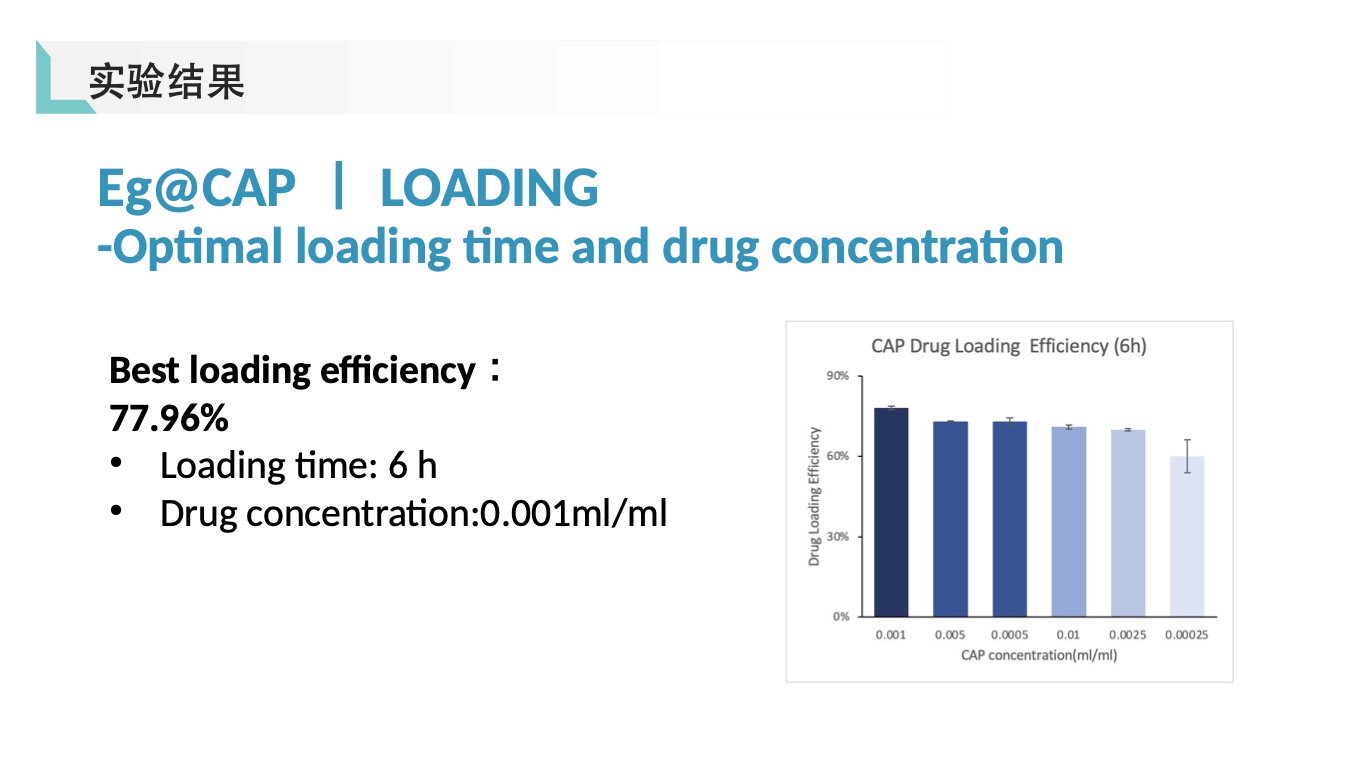 实验结果
Eg@CAP ｜ LOADING
-Optimal loading time and drug concentration
Best loading efficiency：
77.96%
• Loading time: 6 h
• Drug concentration:0.001ml/ml
CAP Drug Loading Efficiency (6h)
90%
60%
30%
0%
Drug Loading Efficiency
0.001 0.005 0.0005 0.01 0.0025 0.00025
CAP concentration(ml/ml)